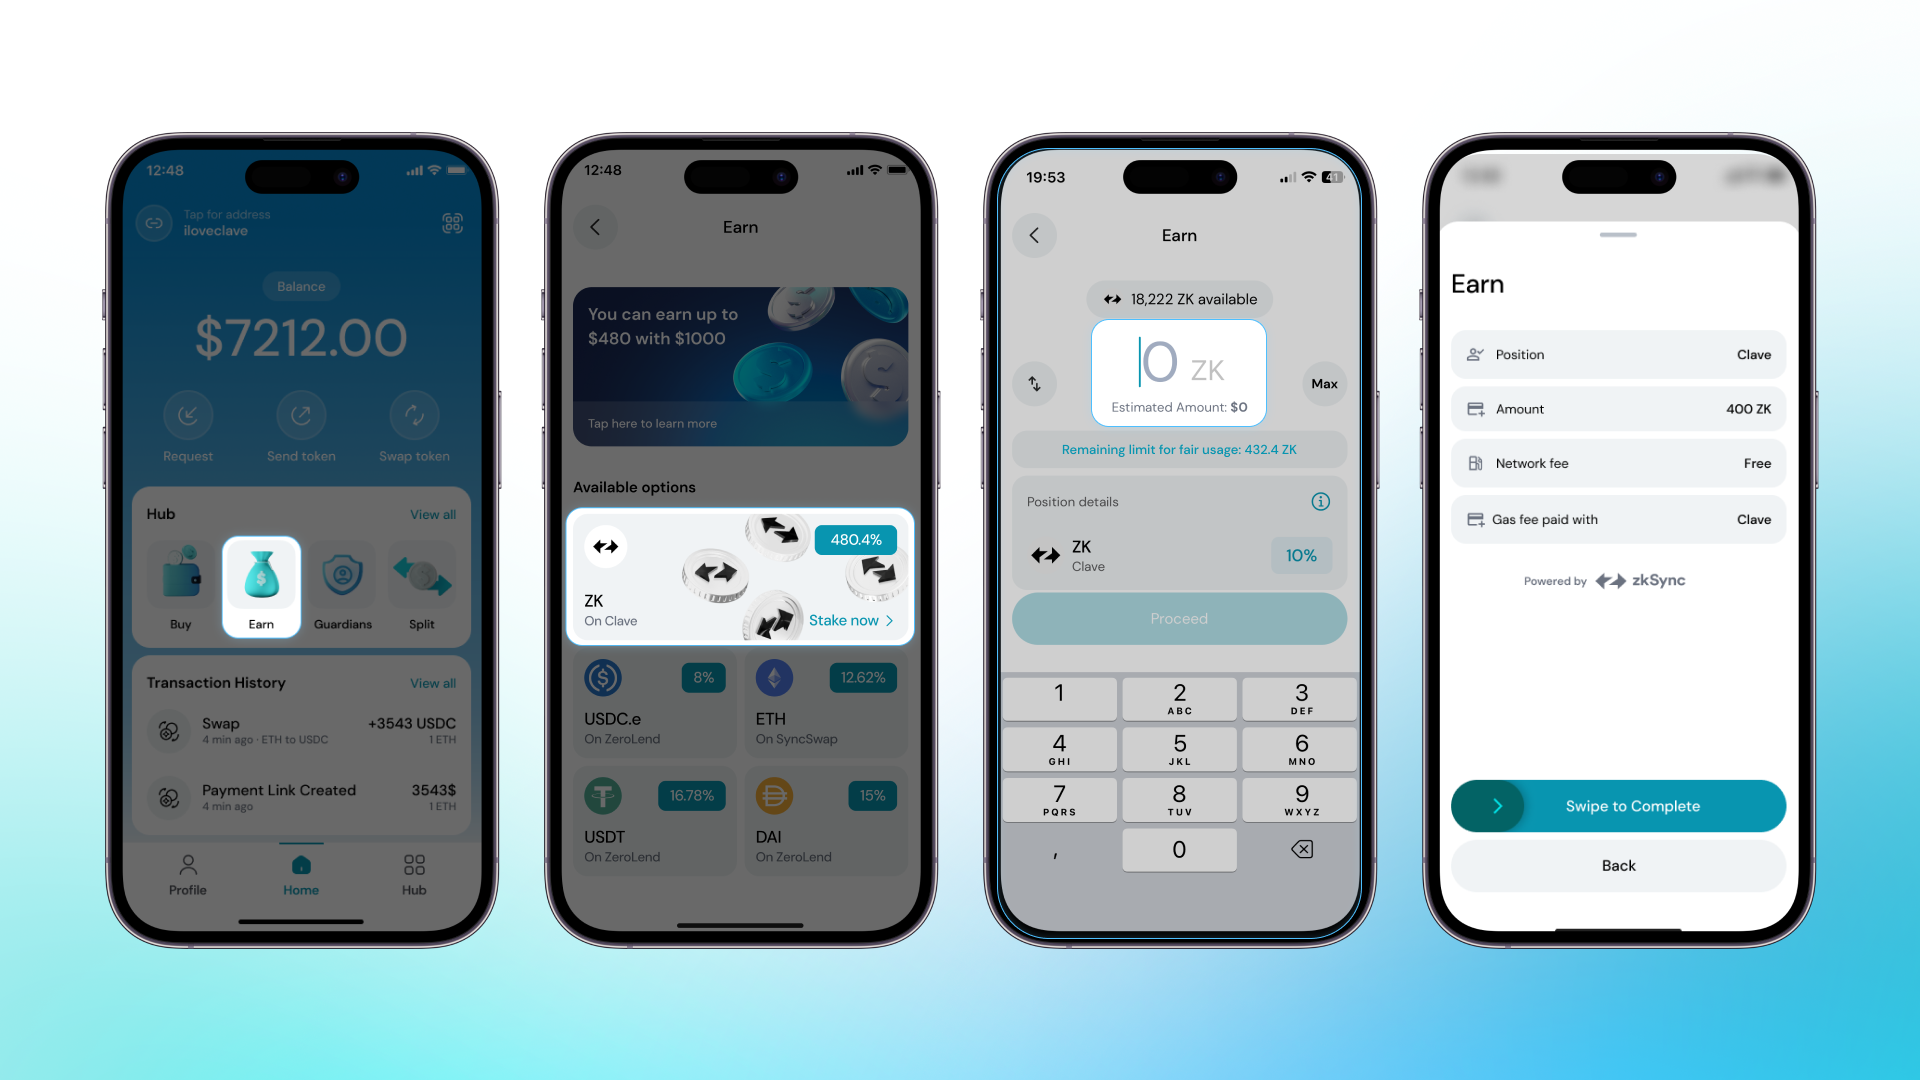 12:48
Tap for address
iloveclave
Balance
$7212.00
Request
Send token
Swap token
Hub
View all
Buy
Earn
Guardians
Split
Transaction History
View all
Swap
+3543 USDC
4 min ago · ETH to USDC
1 ETH
Payment Link Created
3543$
4 min ago
1 ETH
Profile
Home
Hub
12:48
Earn
You can earn up to
$480 with $1000
Tap here to learn more
Available options
480.4%
ZK
On Clave
Stake now
8%
USDC.e
On ZeroLend
12.62%
ETH
On SyncSwap
16.78%
USDT
On ZeroLend
15%
DAI
On ZeroLend
19:53
41
Earn
18,222 ZK available
0 ZK
Estimated Amount: $0
Max
Remaining limit for fair usage: 432.4 ZK
Position details
ZK
Clave
10%
Proceed
1
2
ABC
3
DEF
4
GHI
5
JKL
6
MNO
7
PQRS
8
TUV
9
WXYZ
,
0
Earn
Position
Clave
Amount
400 ZK
Network fee
Free
Gas fee paid with
Clave
Powered by zkSync
Swipe to Complete
Back